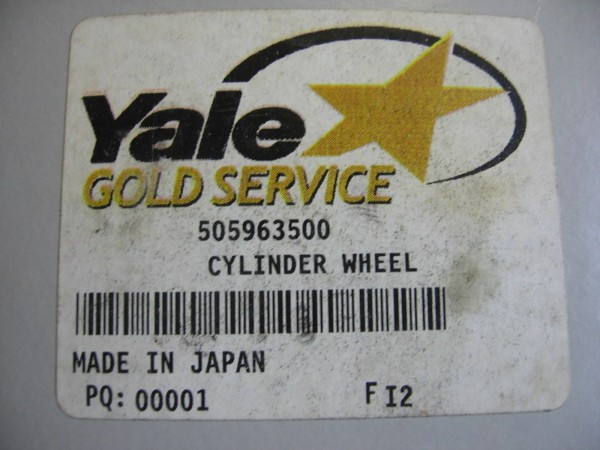 Yale
GOLD SERVICE
505963500
CYLINDER WHEEL
MADE IN JAPAN
PQ: 00001 F I2